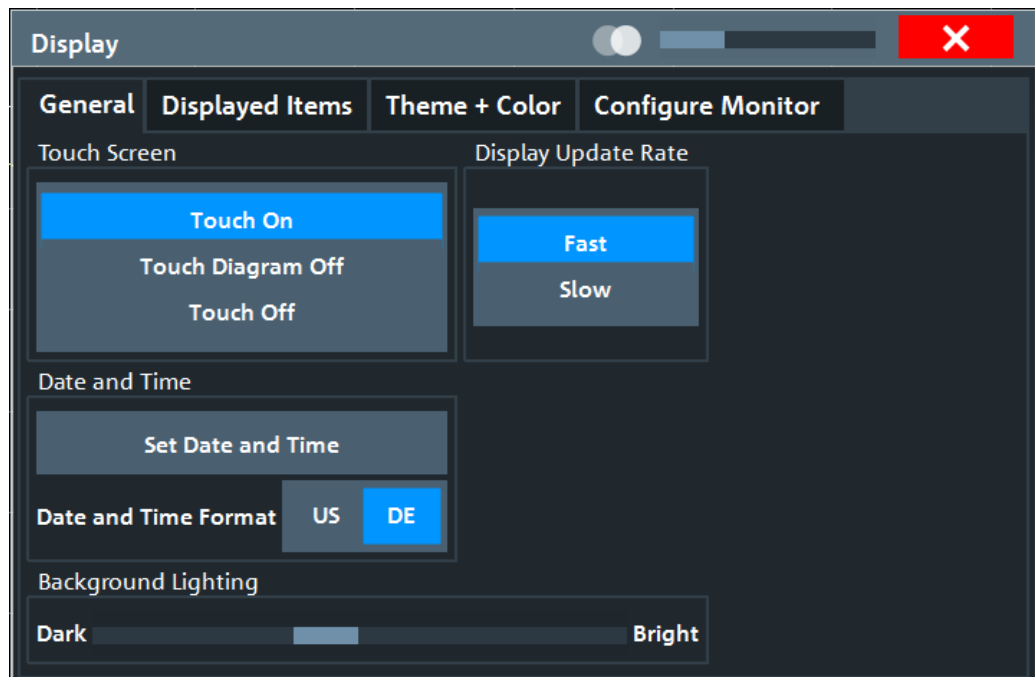 Display
General Displayed Items Theme + Color Configure Monitor
Touch Screen Display Update Rate
Touch On
Fast
Touch Diagram Off
Slow
Touch Off
Date and Time
Set Date and Time
Date and Time Format US DE
Background Lighting
Dark Bright